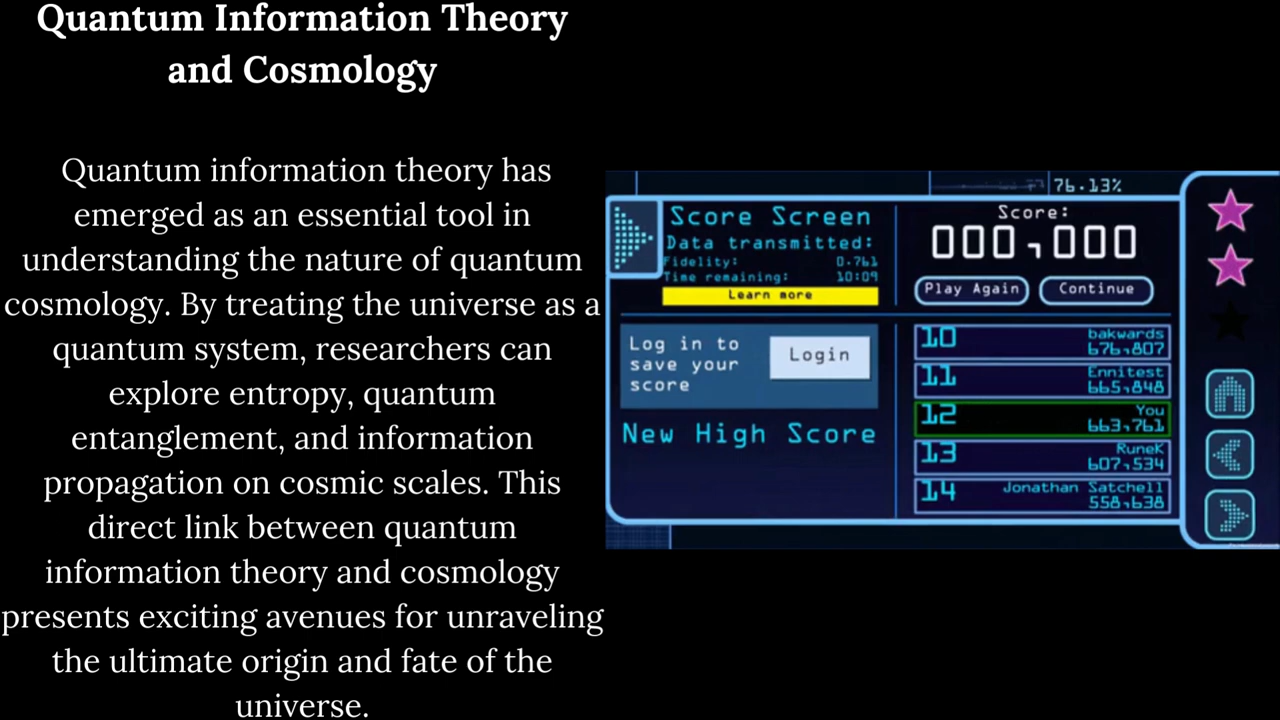 Quantum Information Theory
and Cosmology
Quantum information theory has
emerged as an essential tool in
understanding the nature of quantum
cosmology. By treating the universe as a
quantum system, researchers can
explore entropy, quantum
entanglement, and information
propagation on cosmic scales. This
direct link between quantum
information theory and cosmology
presents exciting avenues for unraveling
the ultimate origin and fate of the
universe.
76.13%
Score Screen
Data transmitted:
Fidelity: 0.761
Time remaining: 10:09
Learn more
Score:
000,000
Play Again Continue
Log in to
save your
score
Login
New High Score
10 bakwards
676,807
11 Ennitest
665,848
12 You
663,761
13 RuneK
607,534
14 Jonathan Satchell
558,638